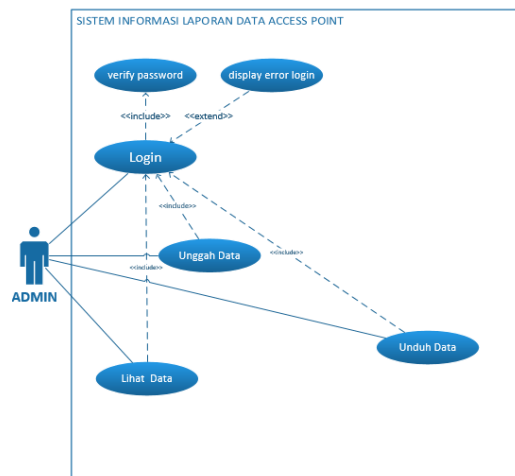 SISTEM INFORMASI LAPORAN DATA ACCESS POINT
verify password
display error login
<<include>>
<<extend>>
Login
<<include>>
Unggah Data
<<include>>
<<include>>
ADMIN
Unduh Data
Lihat Data